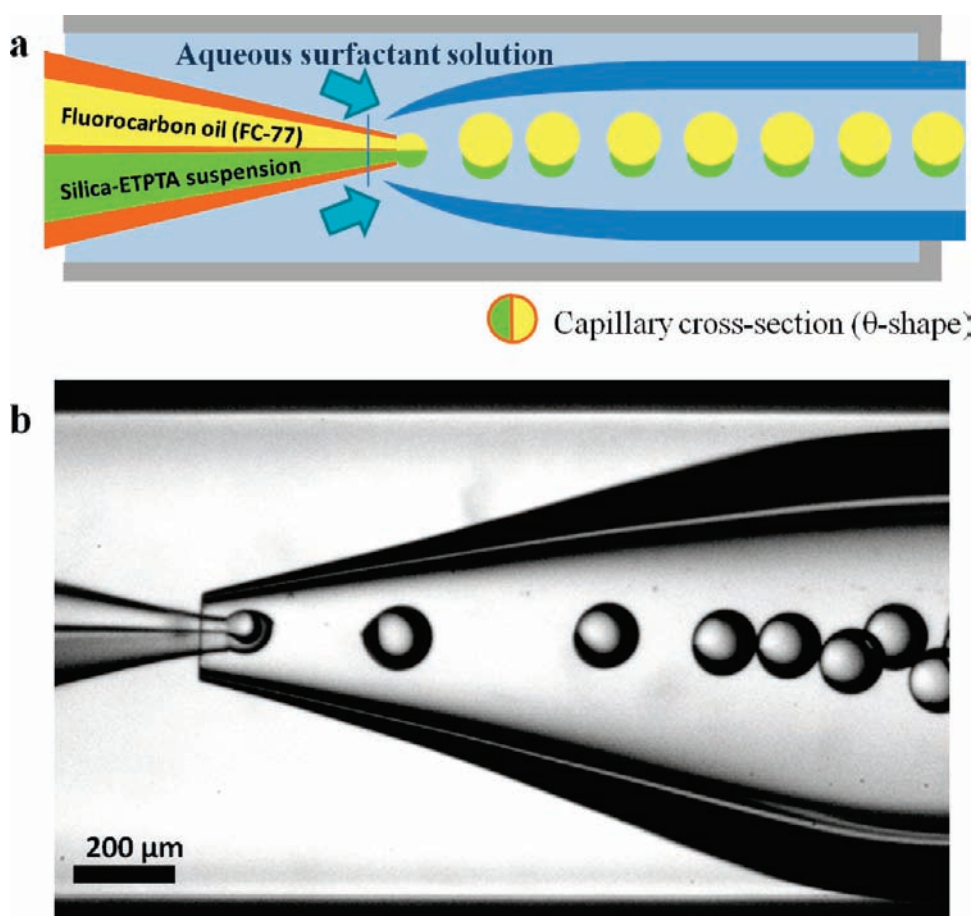 a
Aqueous surfactant solution
Fluorocarbon oil (FC-77)
Silica-ETPTA suspension
Capillary cross-section (θ-shape)
b
200 μm